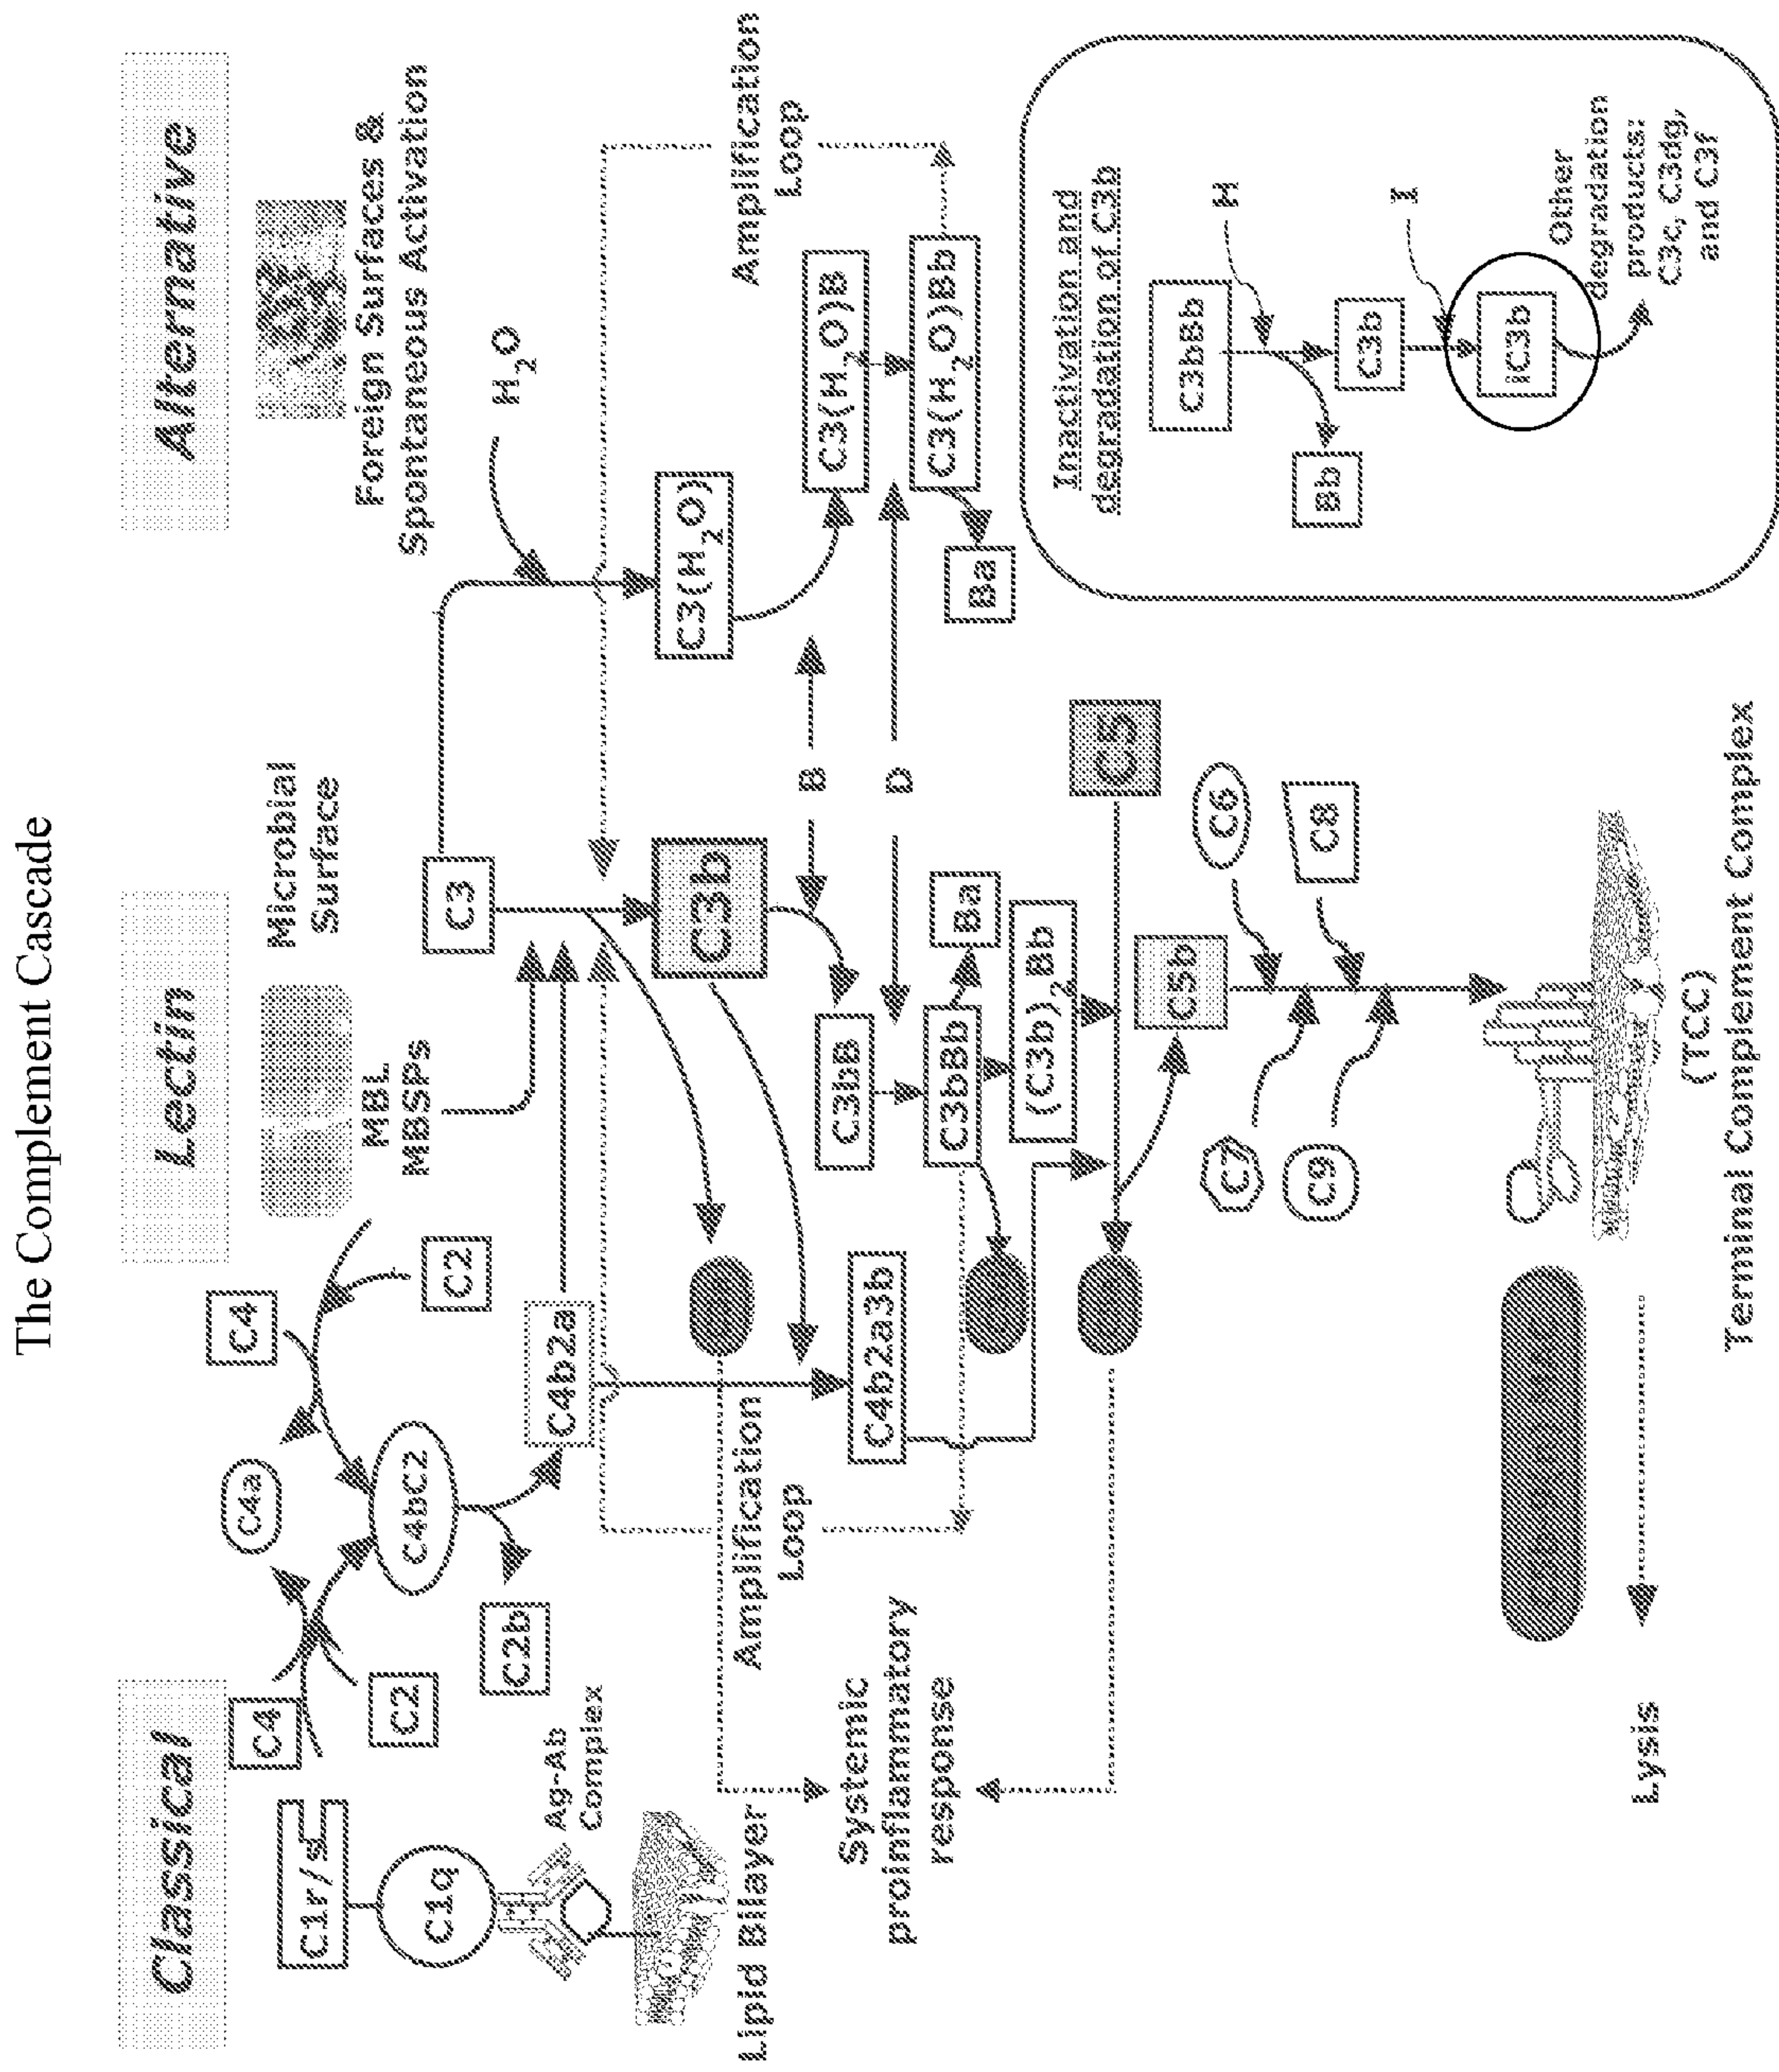 The Complement Cascade
Classical
Lectin
Alternative
Microbial
Surface
Foreign Surfaces &
Spontaneous Activation
C1r/s
C1q
Ag-Ab
Complex
Lipid Bilayer
C4
C2
C4a
C4
C2
C4bC2
C2b
C4b2a
MBL
MBSPs
C3
H2O
C3b
C3(H2O)
Amplification
Loop
Amplification
Loop
C4b2a3b
C3bB
B
C3(H2O)B
D
C3bBb
Ba
C3(H2O)Bb
Ba
(C3b)2Bb
C5
C5b
C6
C7
C8
C9
Systemic
proinflammatory
response
Lysis
(TCC)
Terminal Complement Complex
Inactivation and
degradation of C3b
C3bBb
H
Bb
C3b
I
iC3b
Other
degradation
products:
C3c, C3dg,
and C3f